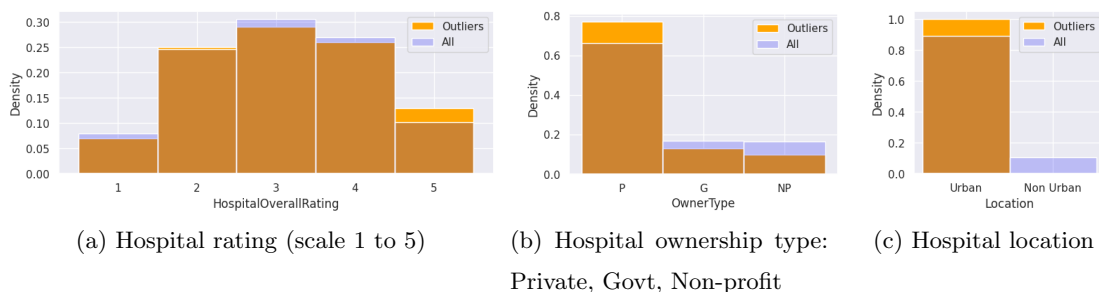 0.30
0.25
0.20
0.15
0.10
0.05
0.00
Density
Outliers
All
1 2 3 4 5
HospitalOverallRating
(a) Hospital rating (scale 1 to 5)
0.8
0.6
0.4
0.2
0.0
Density
Outliers
All
P G NP
OwnerType
(b) Hospital ownership type:
Private, Govt, Non-profit
1.0
0.8
0.6
0.4
0.2
0.0
Density
Outliers
All
Urban Non Urban
Location
(c) Hospital location